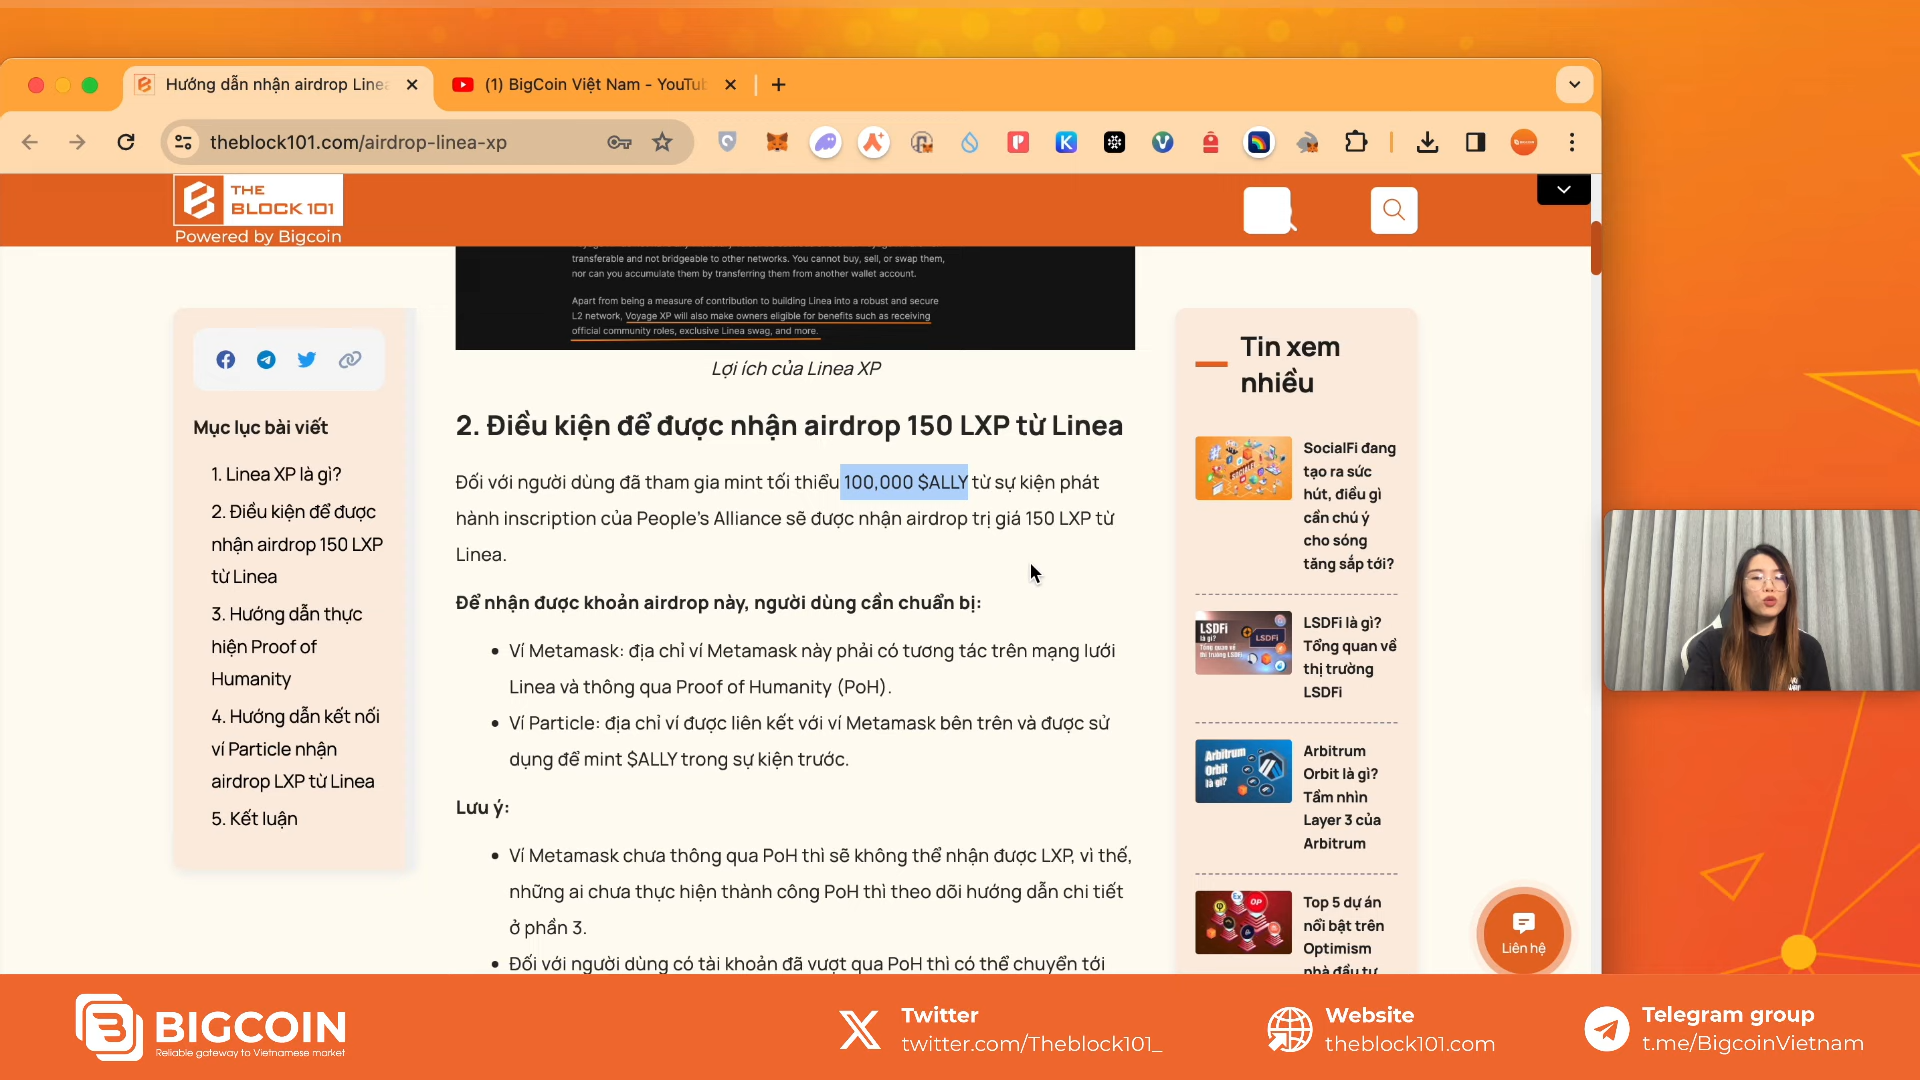 Hướng dẫn nhận airdrop Linea
(1) BigCoin Việt Nam - YouTub
theblock101.com/airdrop-linea-xp
THE
BLOCK 101
Powered by Bigcoin
transferable and not bridgeable to other networks. You cannot buy, sell, or swap them,
nor can you accumulate them by transferring them from another wallet account.
Apart from being a measure of contribution to building Linea into a robust and secure
L2 network, Voyage XP will also make owners eligible for benefits such as receiving
official community roles, exclusive Linea swag, and more.
Lợi ích của Linea XP
Mục lục bài viết
1. Linea XP là gì?
2. Điều kiện để được
nhận airdrop 150 LXP
từ Linea
3. Hướng dẫn thực
hiện Proof of
Humanity
4. Hướng dẫn kết nối
ví Particle nhận
airdrop LXP từ Linea
5. Kết luận
2. Điều kiện để được nhận airdrop 150 LXP từ Linea
Đối với người dùng đã tham gia mint tối thiểu 100,000 $ALLY từ sự kiện phát
hành inscription của People's Alliance sẽ được nhận airdrop trị giá 150 LXP từ
Linea.
Để nhận được khoản airdrop này, người dùng cần chuẩn bị:
Ví Metamask: địa chỉ ví Metamask này phải có tương tác trên mạng lưới
Linea và thông qua Proof of Humanity (PoH).
Ví Particle: địa chỉ ví được liên kết với ví Metamask bên trên và được sử
dụng để mint $ALLY trong sự kiện trước.
Lưu ý:
Ví Metamask chưa thông qua PoH thì sẽ không thể nhận được LXP, vì thế,
những ai chưa thực hiện thành công PoH thì theo dõi hướng dẫn chi tiết
ở phần 3.
Đối với người dùng có tài khoản đã vượt qua PoH thì có thể chuyển tới
Tin xem
nhiều
SocialFi đang
tạo ra sức
hút, điều gì
cần chú ý
cho sóng
tăng sắp tới?
LSDFi
là gì?
LSDFi là gì?
Tổng quan về
thị trường
LSDFi
Arbitrum
Orbit
là gì?
Arbitrum
Orbit là gì?
Tầm nhìn
Layer 3 của
Arbitrum
OP
Top 5 dự án
nổi bật trên
Optimism
nhà đầu tư
Liên hệ
BIGCOIN
Reliable gateway to Vietnamese market
Twitter
twitter.com/Theblock101_
Website
theblock101.com
Telegram group
t.me/BigcoinVietnam